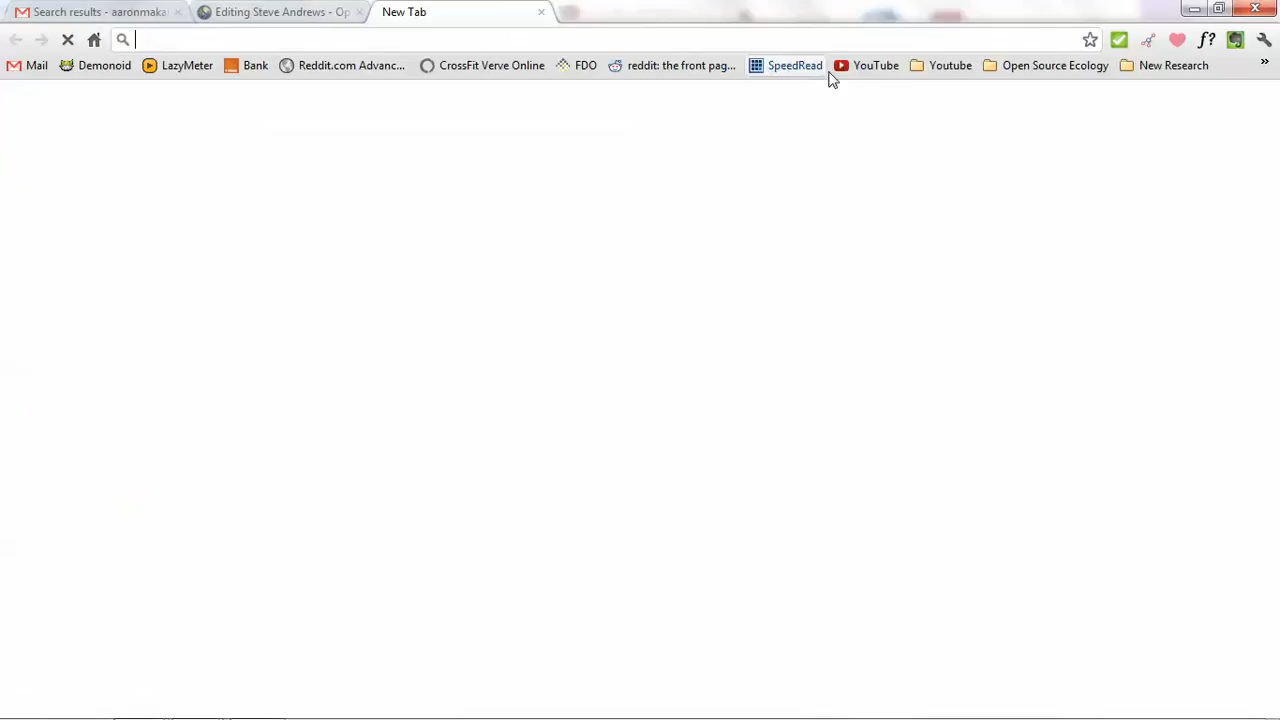 Search results - aaronmaka Editing Steve Andrews - Op New Tab
Mail Demonoid LazyMeter Bank Reddit.com Advanc... CrossFit Verve Online FDO reddit: the front pag... SpeedRead YouTube Youtube Open Source Ecology New Research »